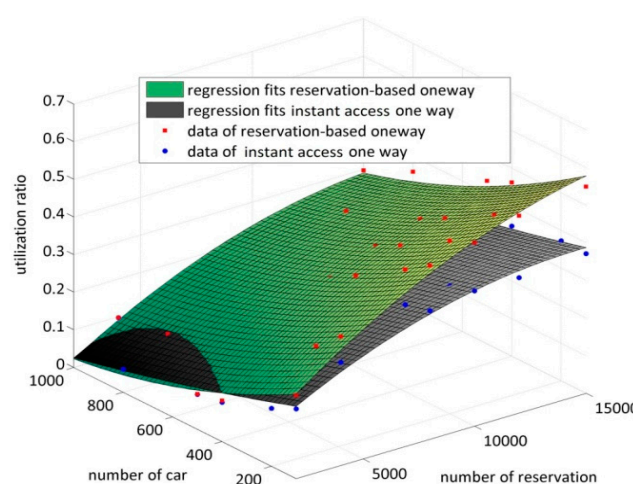 regression fits reservation-based oneway
regression fits instant access one way
data of reservation-based oneway
data of instant access one way
0.7
0.6
0.5
0.4
0.3
0.2
0.1
0
utilization ratio
1000
800
600
400
200
number of car
5000
10000
15000
number of reservation